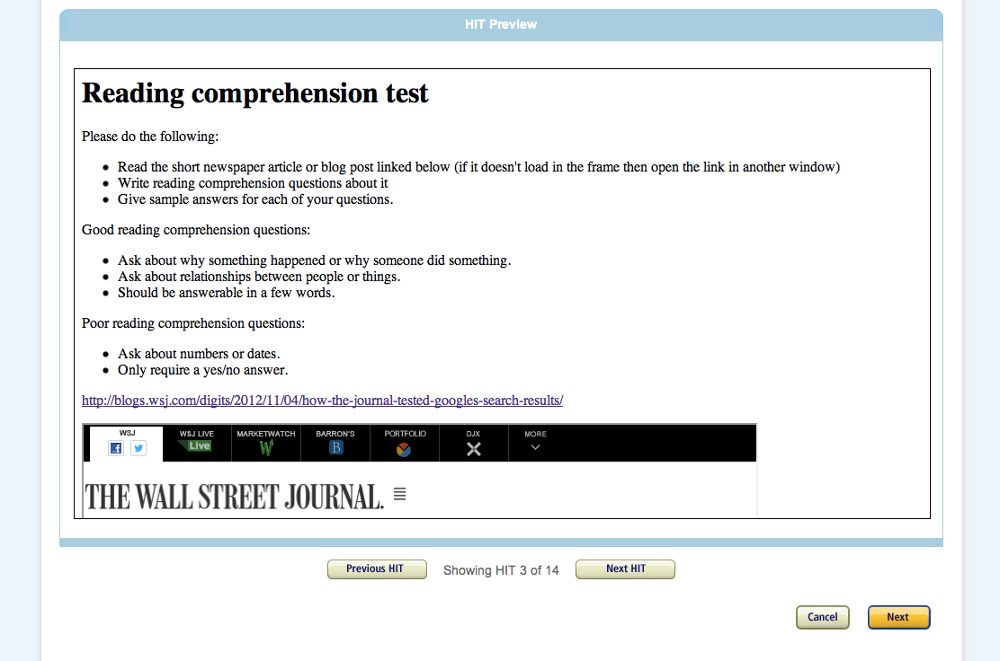 HIT Preview
Reading comprehension test
Please do the following:
Read the short newspaper article or blog post linked below (if it doesn't load in the frame then open the link in another window)
Write reading comprehension questions about it
Give sample answers for each of your questions.
Good reading comprehension questions:
Ask about why something happened or why someone did something.
Ask about relationships between people or things.
Should be answerable in a few words.
Poor reading comprehension questions:
Ask about numbers or dates.
Only require a yes/no answer.
http://blogs.wsj.com/digits/2012/11/04/how-the-journal-tested-googles-search-results/
WSJ WSJ LIVE MARKETWATCH BARRON'S PORTFOLIO DJX MORE
Live W B
THE WALL STREET JOURNAL.
Previous HIT Showing HIT 3 of 14 Next HIT
Cancel Next